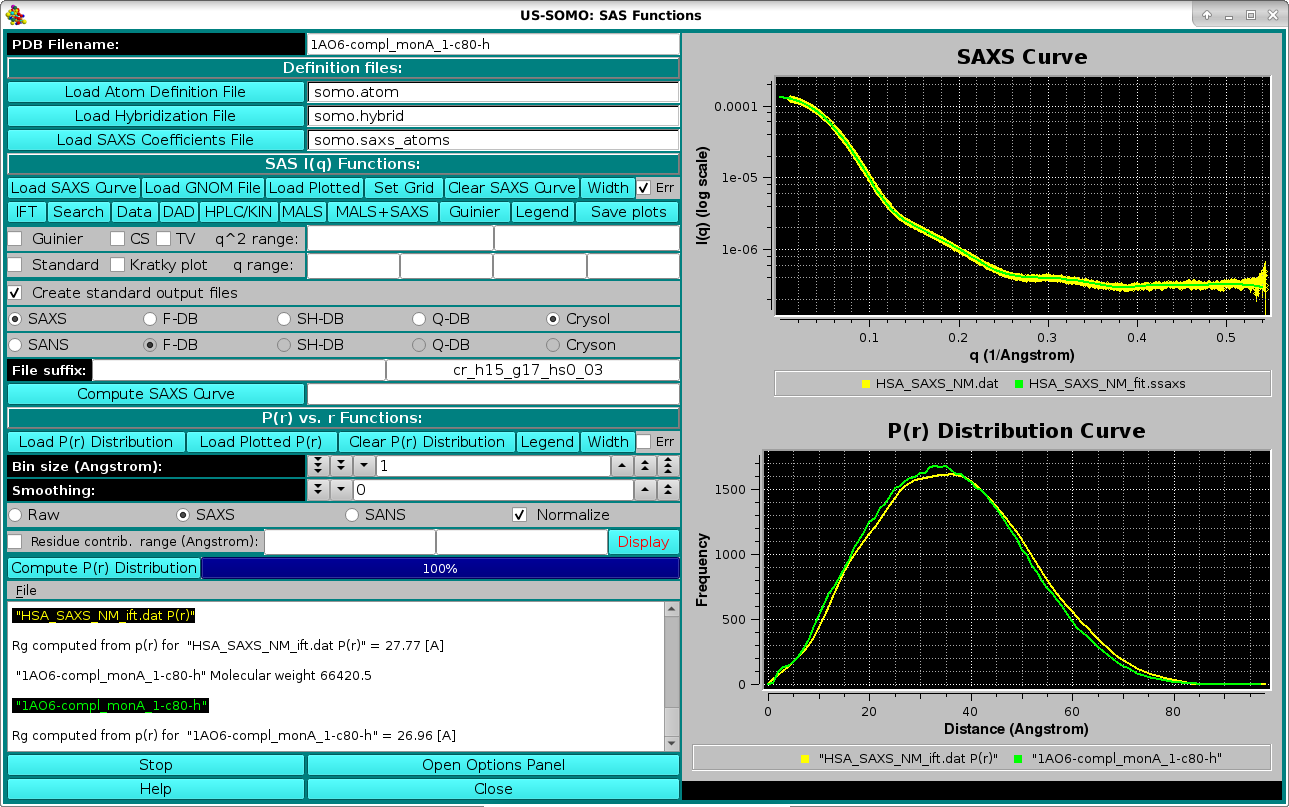 US-SOMO: SAS Functions
PDB Filename: 1AO6-compl_monA_1-c80-h
Definition files:
Load Atom Definition File somo.atom
Load Hybridization File somo.hybrid
Load SAXS Coefficients File somo.saxs_atoms
SAS I(q) Functions:
Load SAXS Curve Load GNOM File Load Plotted Set Grid Clear SAXS Curve Width Err
IFT Search Data DAD HPLC/KIN MALS MALS+SAXS Guinier Legend Save plots
Guinier CS TV q^2 range:
Standard Kratky plot q range:
Create standard output files
SAXS F-DB SH-DB Q-DB Crysol
SANS F-DB SH-DB Q-DB Cryson
File suffix: cr_h15_g17_hs0_03
Compute SAXS Curve
P(r) vs. r Functions:
Load P(r) Distribution Load Plotted P(r) Clear P(r) Distribution Legend Width Err
Bin size (Angstrom): 1
Smoothing: 0
Raw SAXS SANS Normalize
Residue contrib. range (Angstrom): Display
Compute P(r) Distribution 100%
File
"HSA_SAXS_NM_ift.dat P(r)"
Rg computed from p(r) for "HSA_SAXS_NM_ift.dat P(r)" = 27.77 [A]
"1AO6-compl_monA_1-c80-h" Molecular weight 66420.5
"1AO6-compl_monA_1-c80-h"
Rg computed from p(r) for "1AO6-compl_monA_1-c80-h" = 26.96 [A]
Stop Open Options Panel
Help Close
SAXS Curve
I(q) (log scale)
0.0001
1e-05
1e-06
0.1 0.2 0.3 0.4 0.5
q (1/Angstrom)
HSA_SAXS_NM.dat HSA_SAXS_NM_fit.ssaxs
P(r) Distribution Curve
Frequency
1500
1000
500
0
0 20 40 60 80
Distance (Angstrom)
"HSA_SAXS_NM_ift.dat P(r)" "1AO6-compl_monA_1-c80-h"